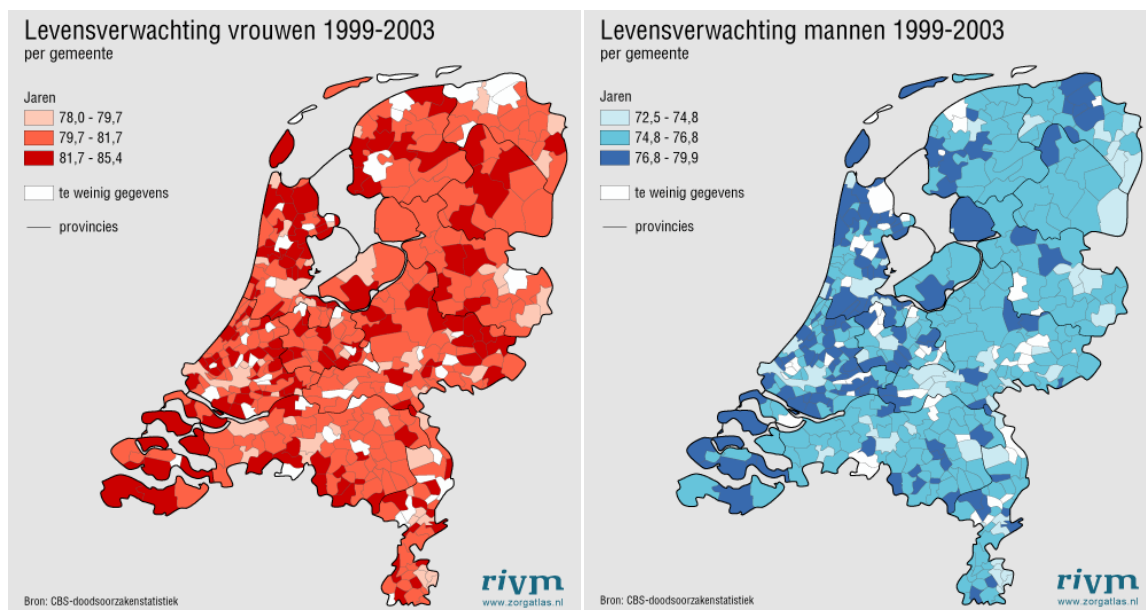 Levensverwachting vrouwen 1999-2003
per gemeente
Jaren
78,0 - 79,7
79,7 - 81,7
81,7 - 85,4
te weinig gegevens
provincies
Bron: CBS-doodsoorzakenstatistiek
rivm
www.zorgatlas.nl
Levensverwachting mannen 1999-2003
per gemeente
Jaren
72,5 - 74,8
74,8 - 76,8
76,8 - 79,9
te weinig gegevens
provincies
Bron: CBS-doodsoorzakenstatistiek
rivm
www.zorgatlas.nl